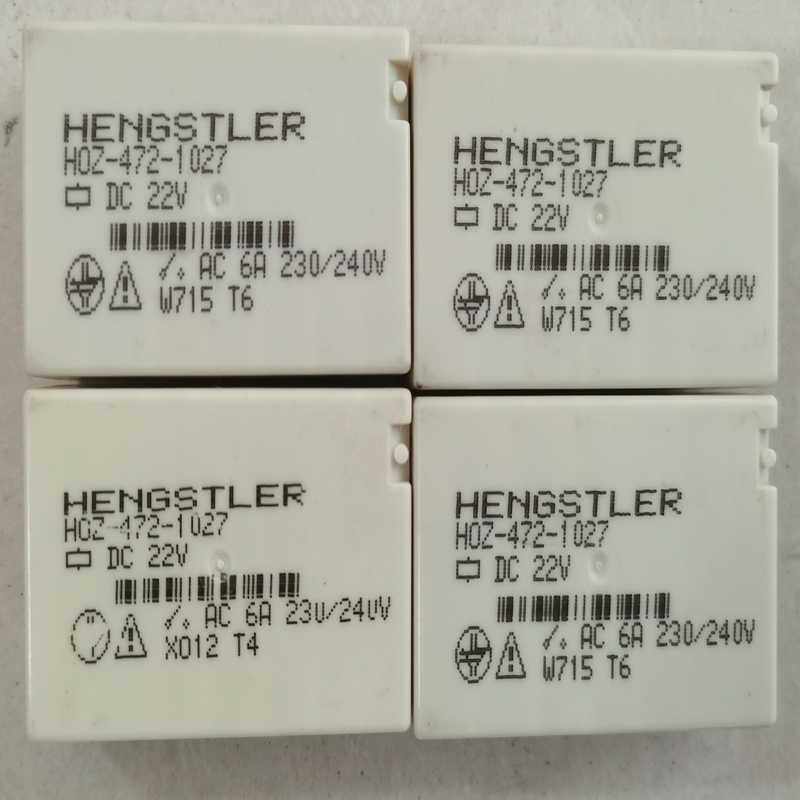 HENGSTLER
HOZ-472-1027
DC 22V
AC 6A 230/240V
W715 T6
HENGSTLER
HOZ-472-1027
DC 22V
AC 6A 230/240V
W715 T6
HENGSTLER
HOZ-472-1027
DC 22V
AC 6A 230/240V
X012 T4
HENGSTLER
HOZ-472-1027
DC 22V
AC 6A 230/240V
W715 T6